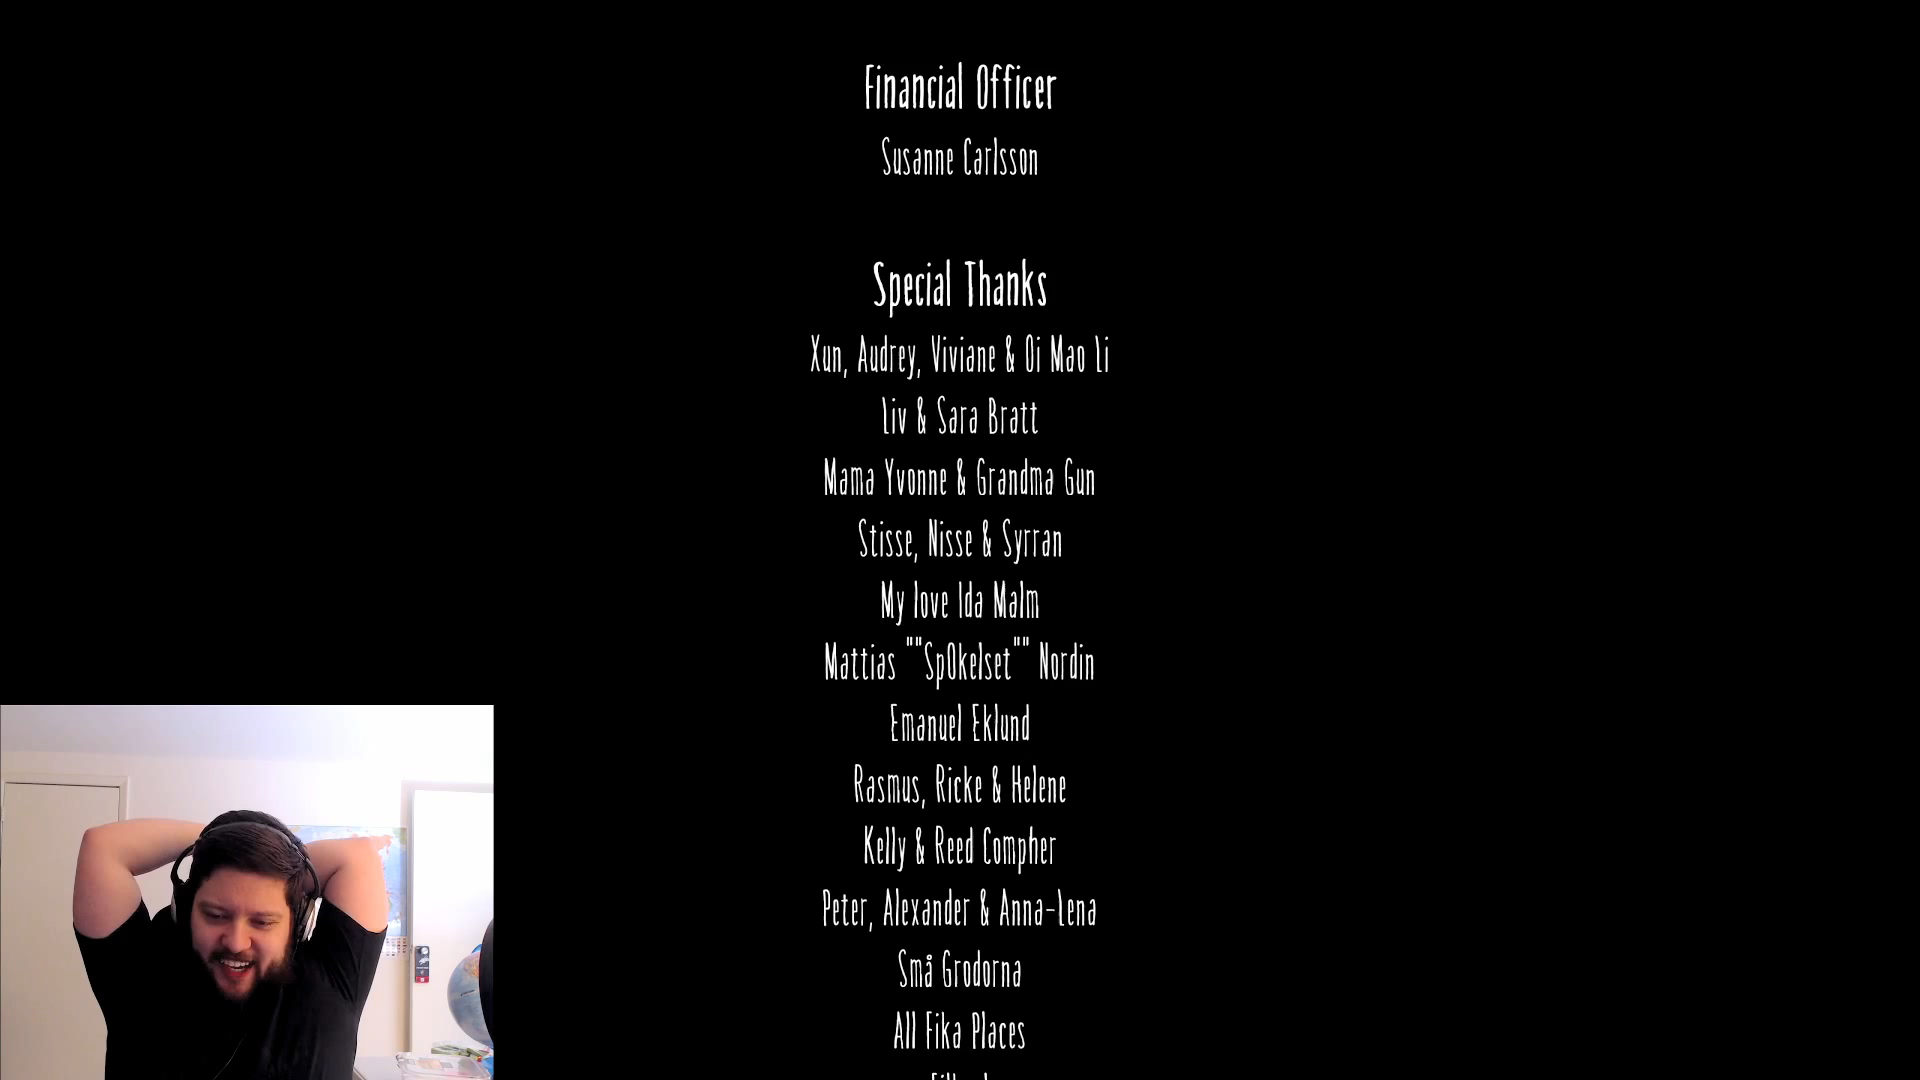 Financial Officer
Susanne Carlsson
Special Thanks
Xun, Audrey, Viviane & Oi Mao Li
Liv & Sara Bratt
Mama Yvonne & Grandma Gun
Stisse, Nisse & Syrran
My love Ida Malm
Mattias ""Sp0kelset"" Nordin
Emanuel Eklund
Rasmus, Ricke & Helene
Kelly & Reed Compher
Peter, Alexander & Anna-Lena
Små Grodorna
All Fika Places